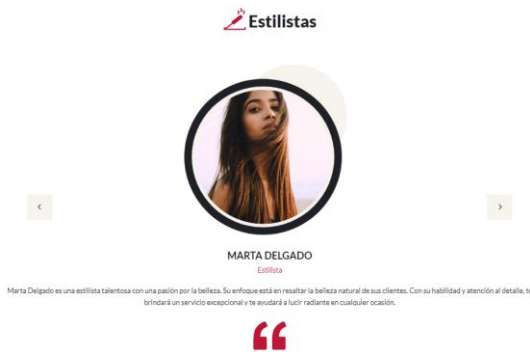 Estilistas
MARTA DELGADO
Estilista
Marta Delgado es una estilista talentosa con una pasión por la belleza. Su enfoque está en resaltar la belleza natural de sus clientes. Con su habilidad y atención al detalle, te
brindará un servicio excepcional y te ayudará a lucir radiante en cualquier ocasión.